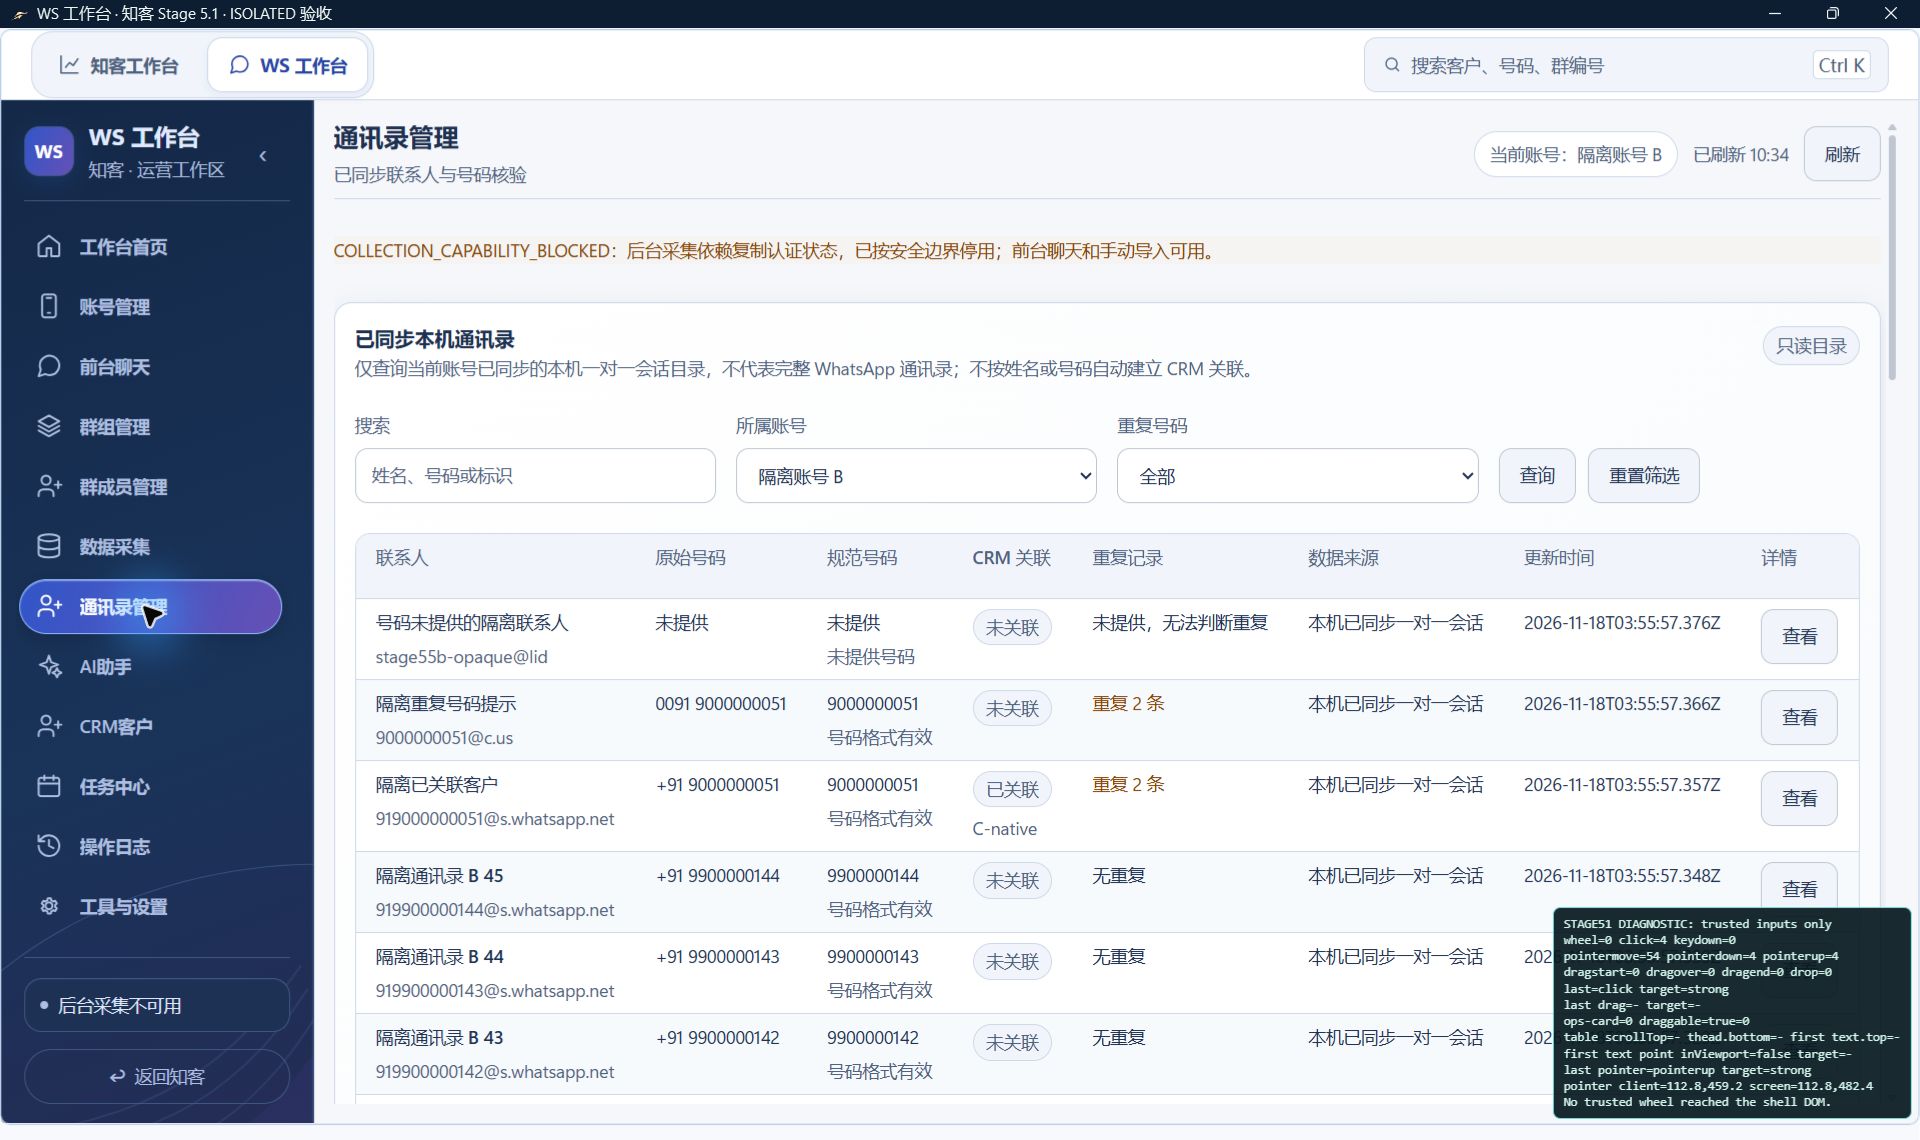 WS 工作台 · 知客 Stage 5.1 · ISOLATED 验收
知客工作台
WS 工作台
搜索客户、号码、群编号
Ctrl K
WS
WS 工作台
知客 · 运营工作区
工作台首页
账号管理
前台聊天
群组管理
群成员管理
数据采集
通讯录管理
AI助手
CRM客户
任务中心
操作日志
工具与设置
后台采集不可用
返回知客
通讯录管理
已同步联系人与号码核验
当前账号：隔离账号 B
已刷新 10:34
刷新
COLLECTION_CAPABILITY_BLOCKED：后台采集依赖复制认证状态，已按安全边界停用；前台聊天和手动导入可用。
已同步本机通讯录
仅查询当前账号已同步的本机一对一会话目录，不代表完整 WhatsApp 通讯录；不按姓名或号码自动建立 CRM 关联。
只读目录
搜索
所属账号
重复号码
姓名、号码或标识
隔离账号 B
全部
查询
重置筛选
联系人 原始号码 规范号码 CRM 关联 重复记录 数据来源 更新时间 详情
号码未提供的隔离联系人 未提供 未提供 未关联 未提供，无法判断重复 本机已同步一对一会话 2026-11-18T03:55:57.376Z 查看
stage55b-opaque@lid 未提供号码
隔离重复号码提示 0091 9000000051 9000000051 未关联 重复 2 条 本机已同步一对一会话 2026-11-18T03:55:57.366Z 查看
9000000051@c.us 号码格式有效
隔离已关联客户 +91 9000000051 9000000051 已关联 重复 2 条 本机已同步一对一会话 2026-11-18T03:55:57.357Z 查看
919000000051@s.whatsapp.net 号码格式有效 C-native
隔离通讯录 B 45 +91 9900000144 9900000144 未关联 无重复 本机已同步一对一会话 2026-11-18T03:55:57.348Z 查看
919900000144@s.whatsapp.net 号码格式有效
隔离通讯录 B 44 +91 9900000143 9900000143 未关联 无重复 本机已同步一对一会话 202
919900000143@s.whatsapp.net 号码格式有效
隔离通讯录 B 43 +91 9900000142 9900000142 未关联 无重复 本机已同步一对一会话 202
919900000142@s.whatsapp.net 号码格式有效
STAGE51 DIAGNOSTIC: trusted inputs only
wheel=0 click=4 keydown=0
pointermove=54 pointerdown=4 pointerup=4
dragstart=0 dragover=0 dragend=0 drop=0
last=click target=strong
last drag=- target=-
ops-card=0 draggable=true=0
table scrollTop=- thead.bottom=- first text.top=-
first text point inViewport=false target=-
last pointer=pointerup target=strong
pointer client=112.8,459.2 screen=112.8,482.4
No trusted wheel reached the shell DOM.